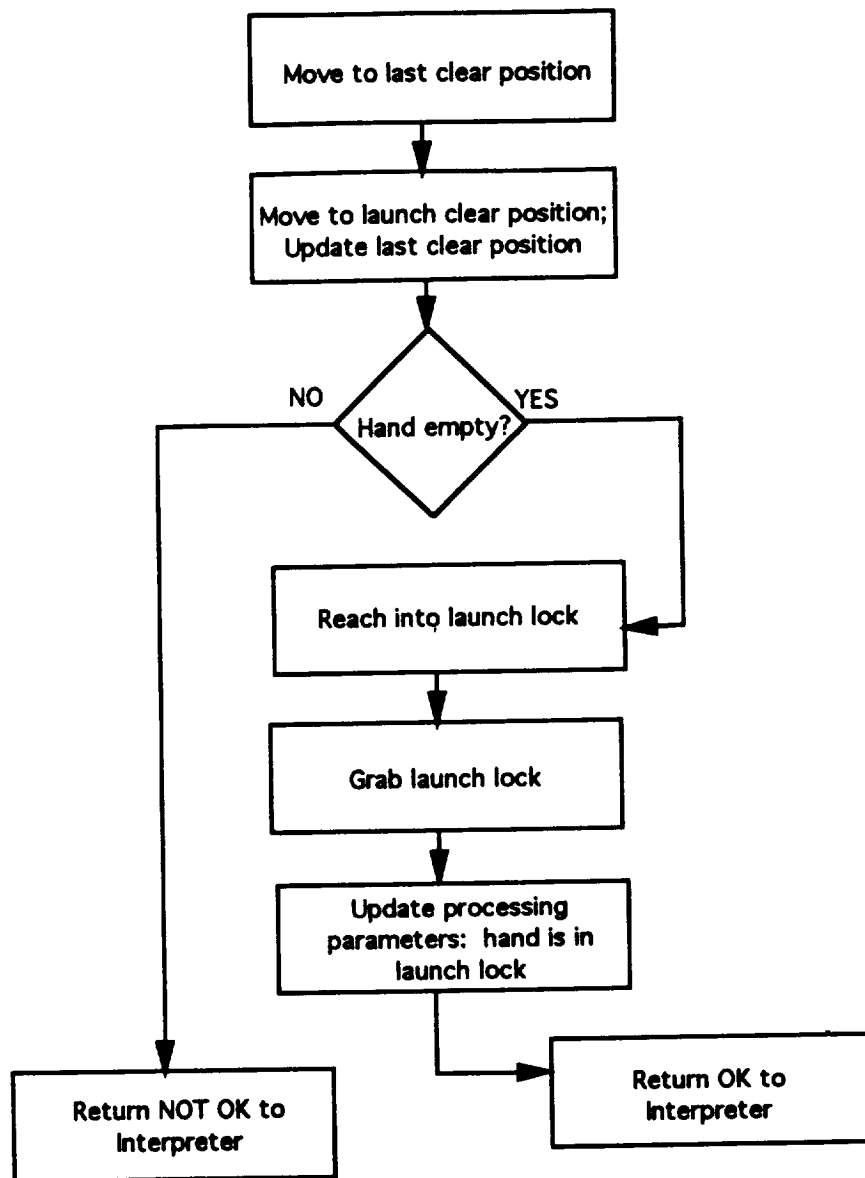 Move to last clear position
Move to launch clear position;
Update last clear position
NO
YES
Hand empty?
Reach into launch lock
Grab launch lock
Update processing
parameters: hand is in
launch lock
Return NOT OK to
Interpreter
Return OK to
Interpreter